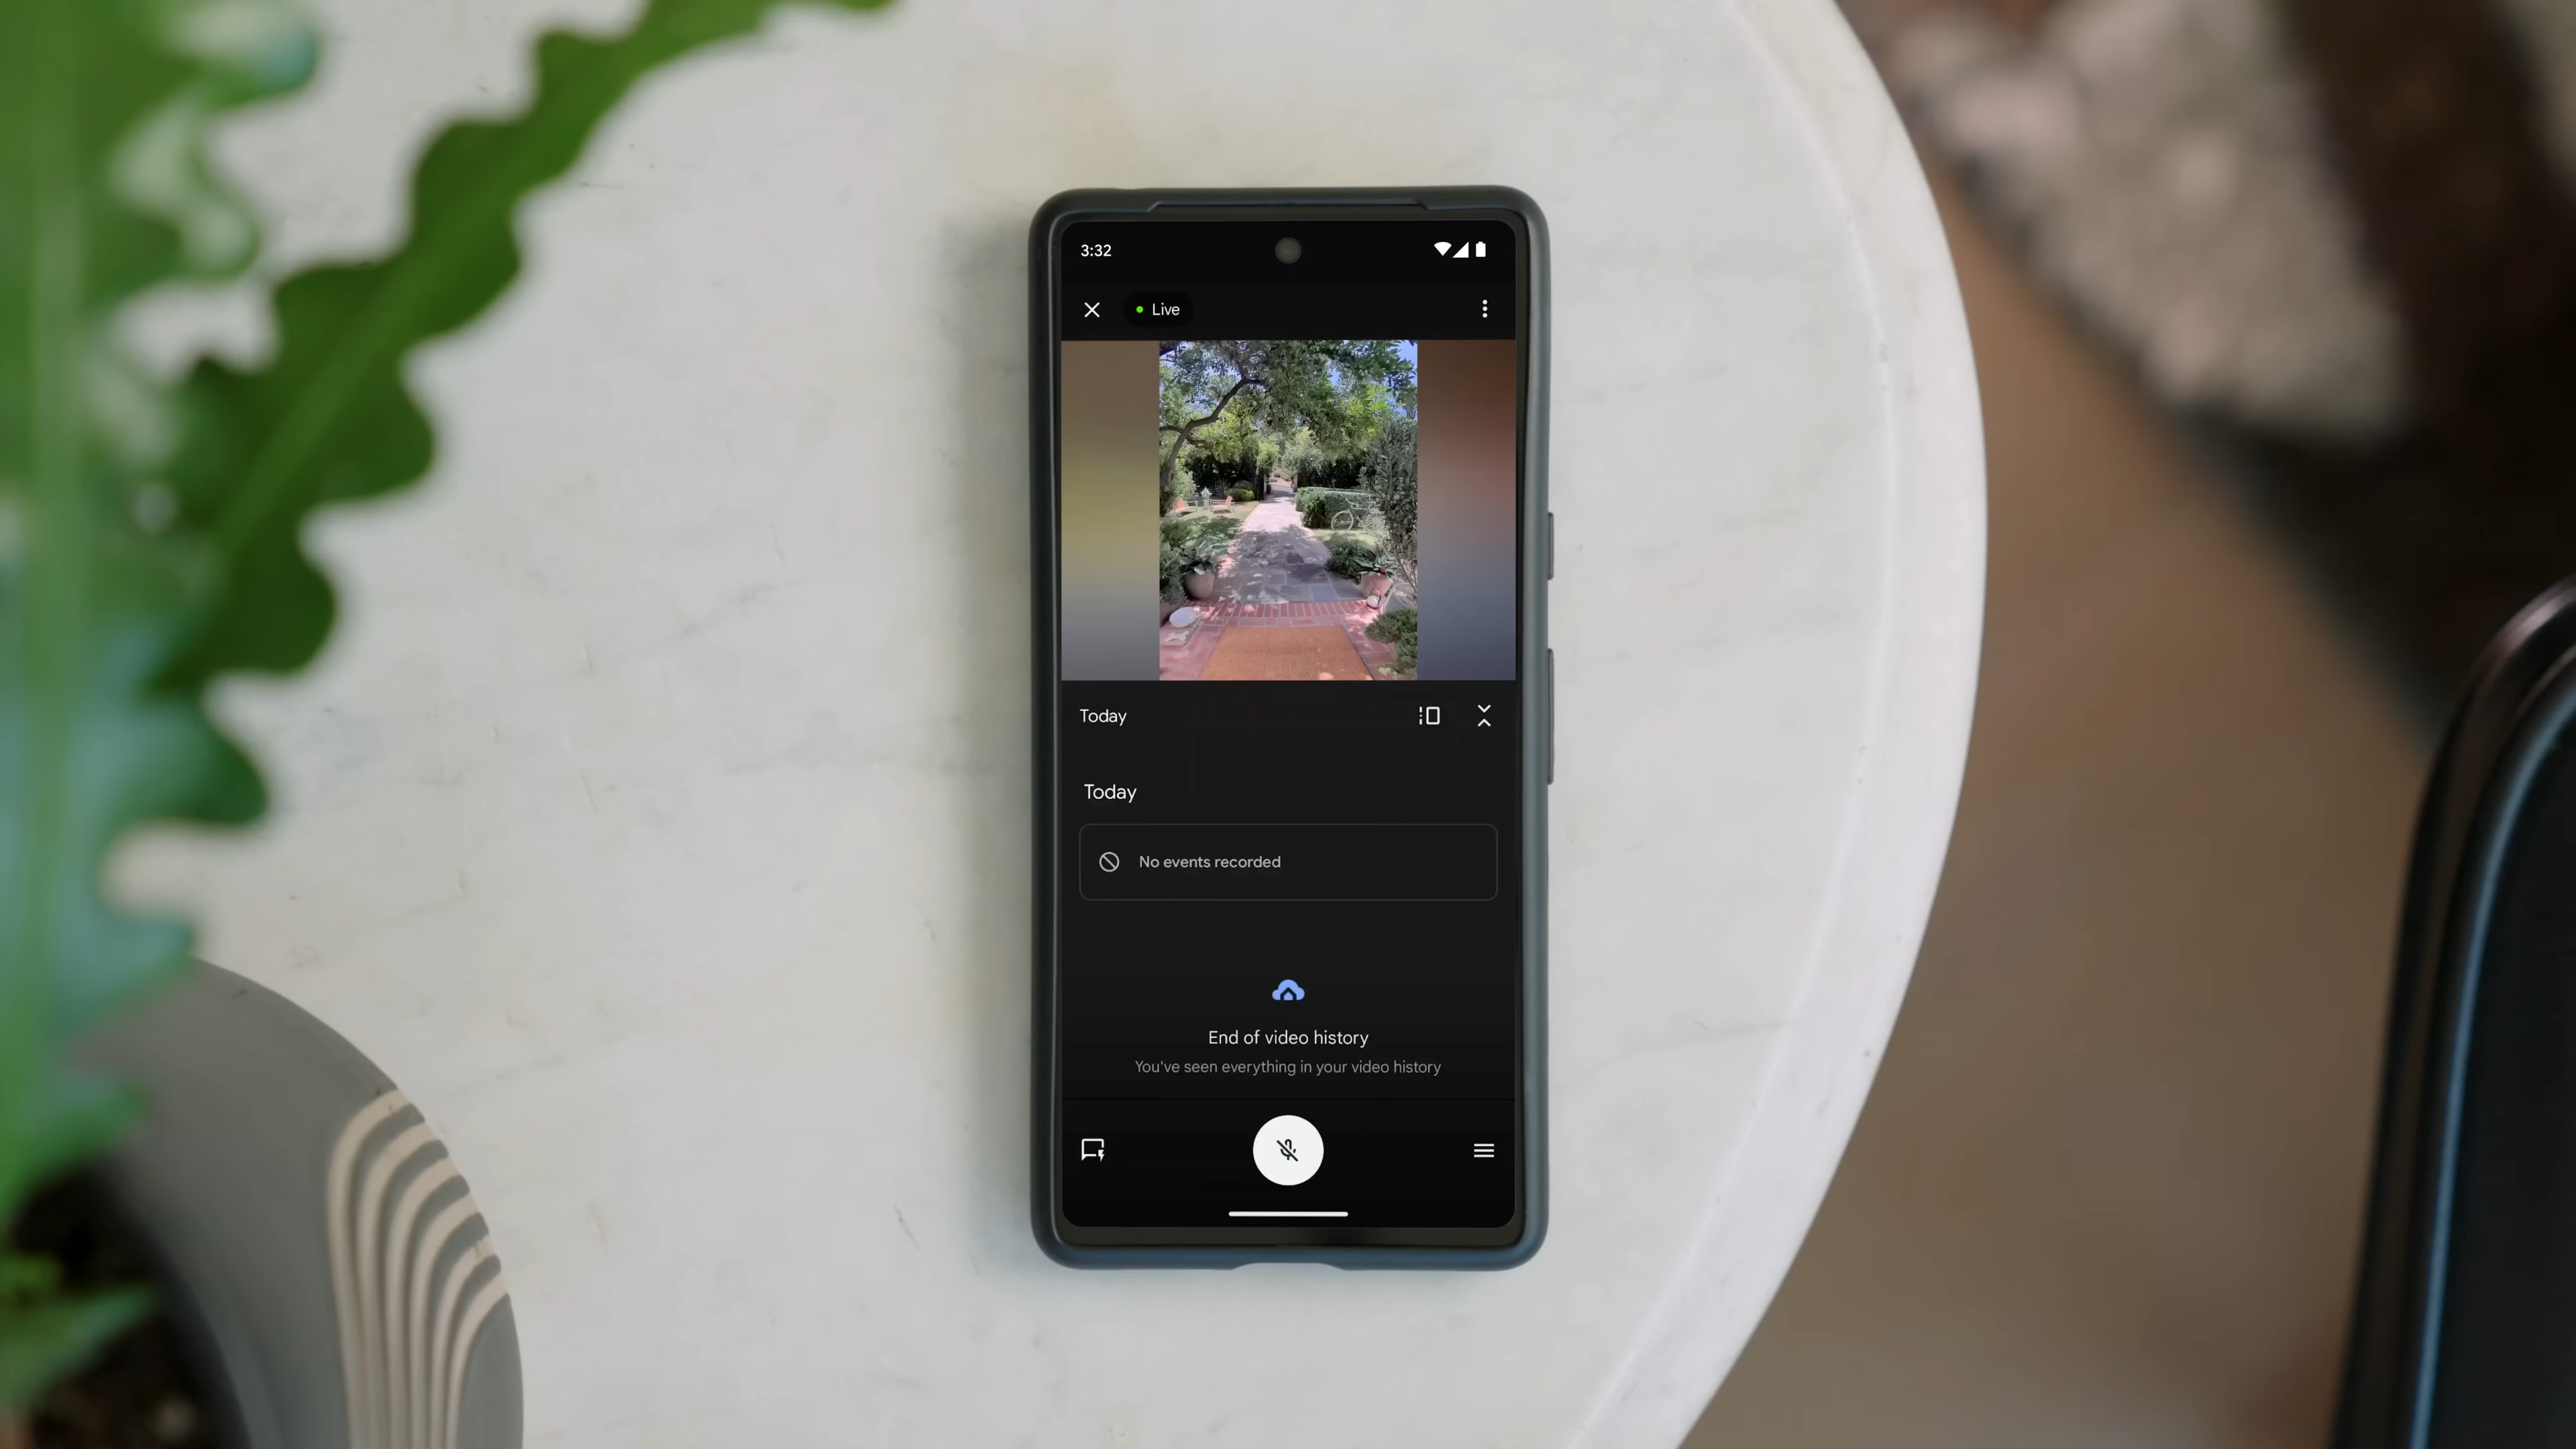 3:32
Live
Today
Today
No events recorded
End of video history
You've seen everything in your video history